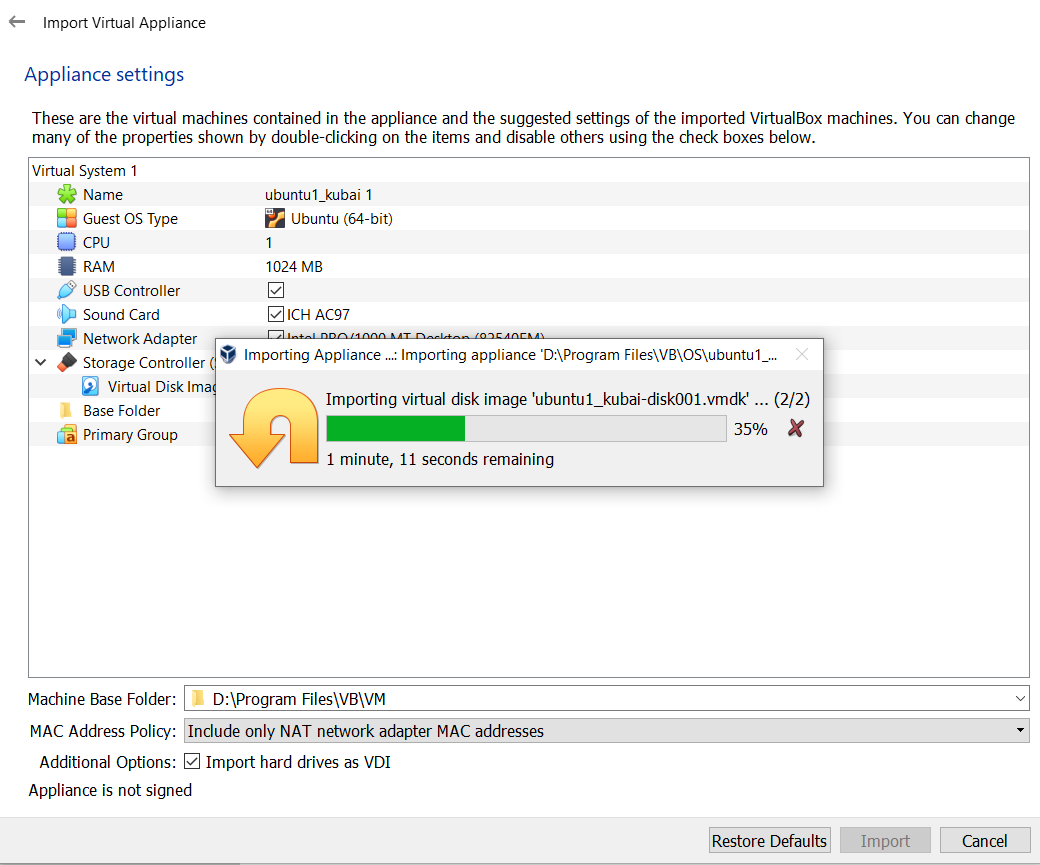 Import Virtual Appliance
Appliance settings
These are the virtual machines contained in the appliance and the suggested settings of the imported VirtualBox machines. You can change
many of the properties shown by double-clicking on the items and disable others using the check boxes below.
Virtual System 1
Name ubuntu1_kubai 1
Guest OS Type Ubuntu (64-bit)
CPU 1
RAM 1024 MB
USB Controller
Sound Card ICH AC97
Network Adapter Intel PRO/1000 MT Desktop (82540EM)
Storage Controller
Virtual Disk
Base Folder
Primary Group
Importing Appliance ...: Importing appliance 'D:\Program Files\VB\OS\ubuntu1_...
Importing virtual disk image 'ubuntu1_kubai-disk001.vmdk' ... (2/2)
35%
1 minute, 11 seconds remaining
Machine Base Folder: D:\Program Files\VB\VM
MAC Address Policy: Include only NAT network adapter MAC addresses
Additional Options: Import hard drives as VDI
Appliance is not signed
Restore Defaults Import Cancel